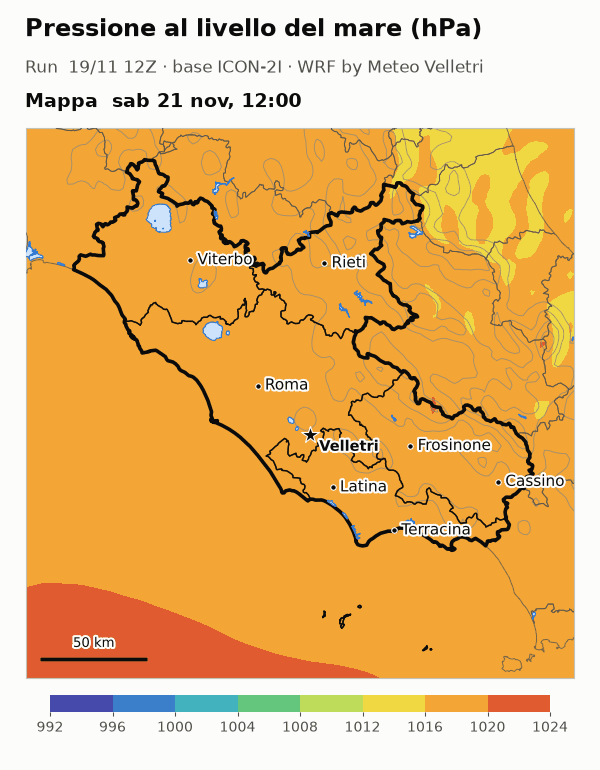 Pressione al livello del mare (hPa)
Run  19/11 12Z · base ICON-2I · WRF by Meteo Velletri
Mappa  sab 21 nov, 12:00
Viterbo
Rieti
Roma
Velletri
Frosinone
Cassino
Latina
Terracina
50 km
992 996 1000 1004 1008 1012 1016 1020 1024